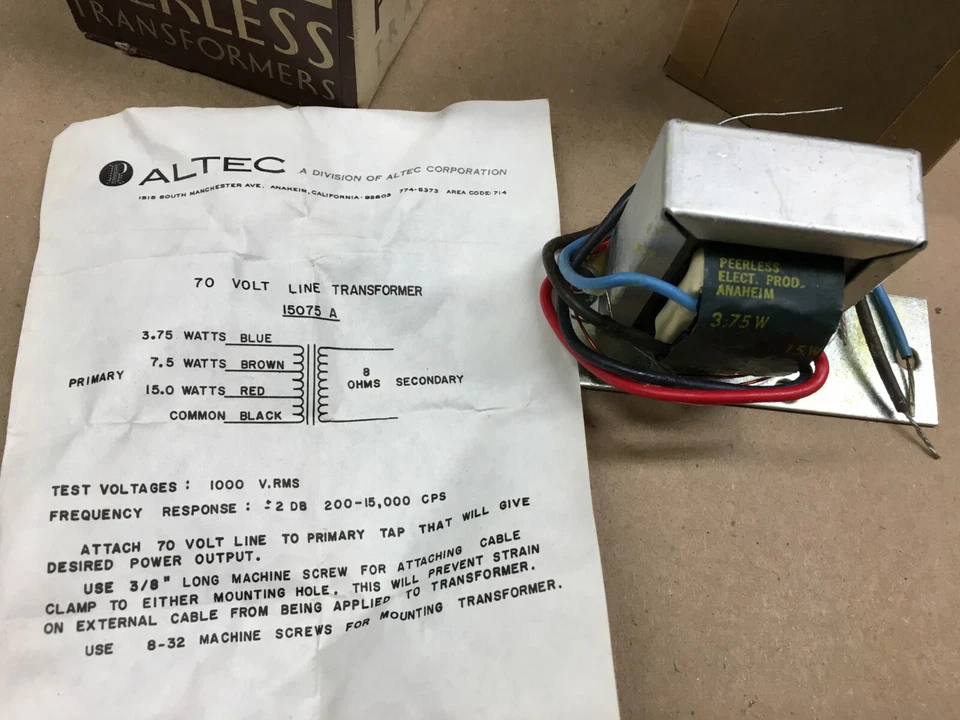 ERLESS
TRANSFORMERS
ALTEC A DIVISION OF ALTEC CORPORATION
1515 SOUTH MANCHESTER AVE. ANAHEIM, CALIFORNIA · 92803 774-5373 AREA CODE: 714
70 VOLT LINE TRANSFORMER
15075 A
PRIMARY
3.75 WATTS BLUE
7.5 WATTS BROWN
15.0 WATTS RED
COMMON BLACK
8 OHMS SECONDARY
TEST VOLTAGES : 1000 V.RMS
FREQUENCY RESPONSE : ±2 DB 200-15,000 CPS
ATTACH 70 VOLT LINE TO PRIMARY TAP THAT WILL GIVE
DESIRED POWER OUTPUT.
USE 3/8" LONG MACHINE SCREW FOR ATTACHING CABLE
CLAMP TO EITHER MOUNTING HOLE. THIS WILL PREVENT STRAIN
ON EXTERNAL CABLE FROM BEING APPLIED TO TRANSFORMER.
USE 8-32 MACHINE SCREWS FOR MOUNTING TRANSFORMER.
PEERLESS
ELECT. PROD.
ANAHEIM
3.75 W